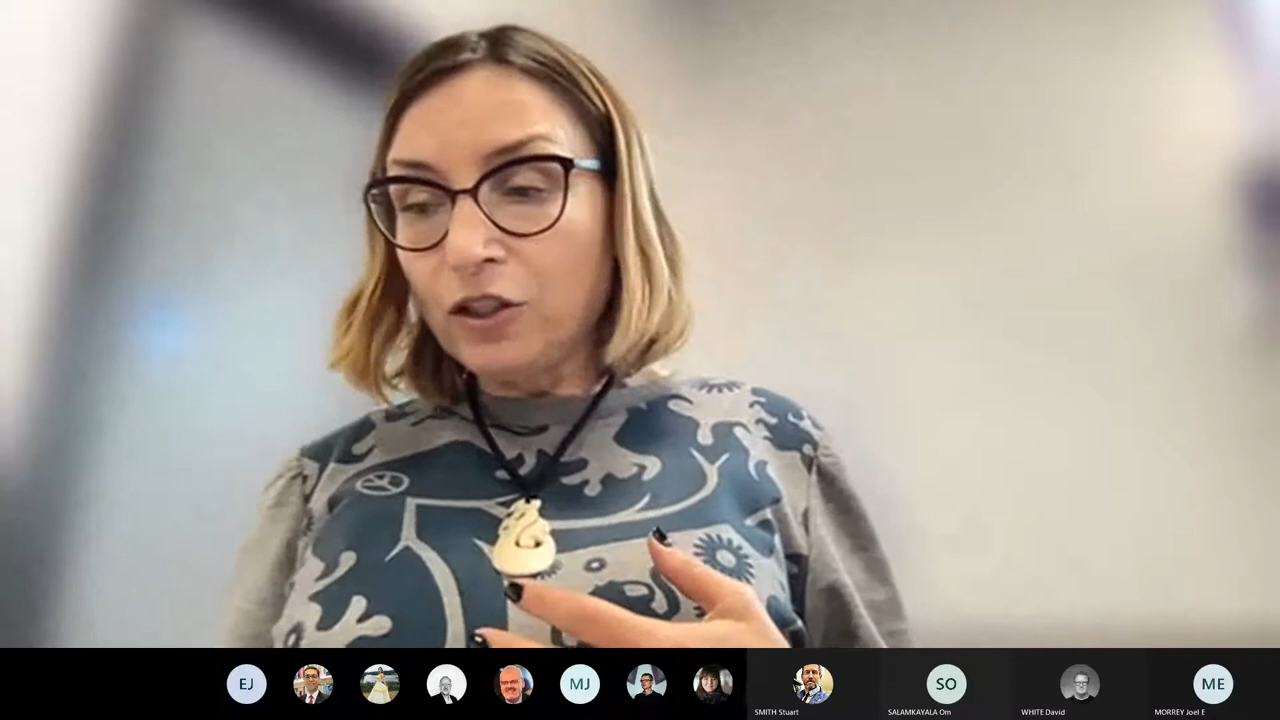 EJ
MJ
SO
ME
SMITH Stuart
SALAMKAYALA Om
WHITE David
MORREY Joel E